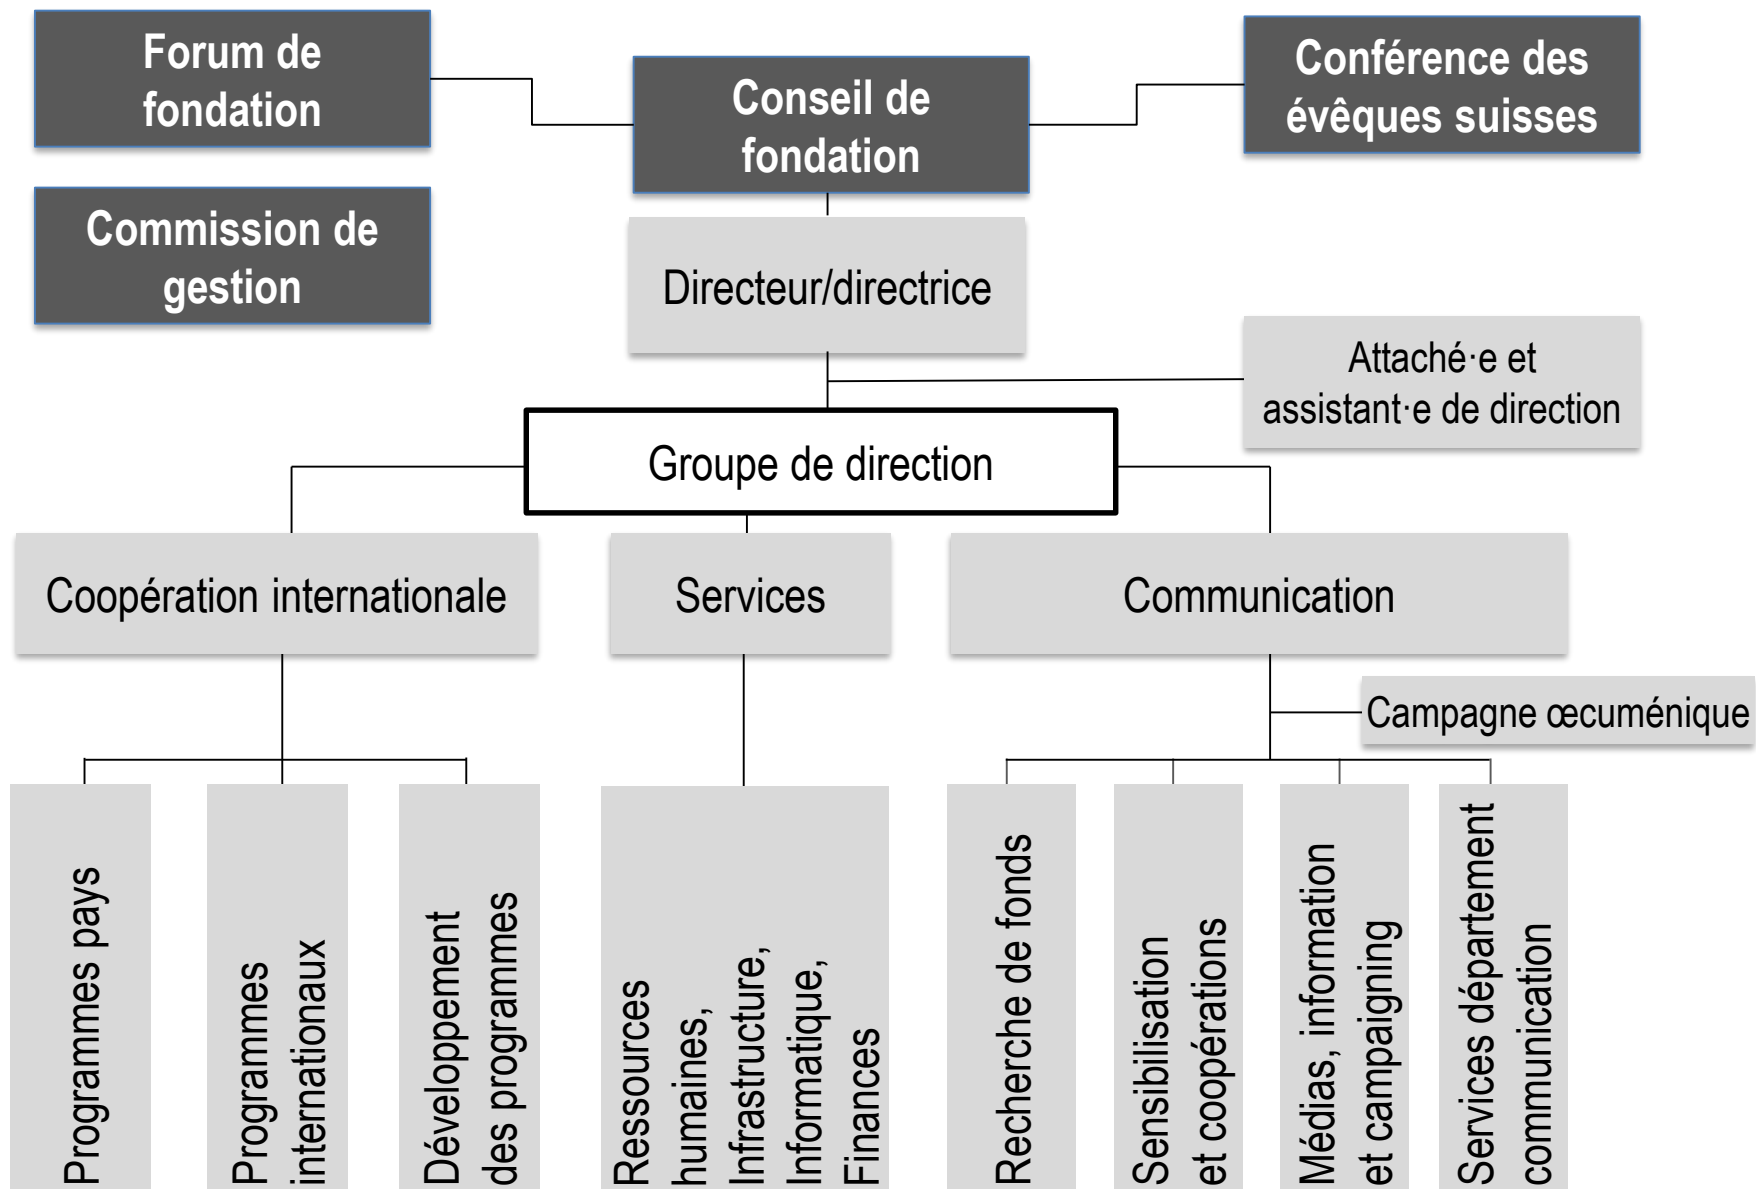 Forum de
fondation
Conseil de
fondation
Conférence des
évêques suisses
Commission de
gestion
Directeur/directrice
Attaché·e et
assistant·e de direction
Groupe de direction
Coopération internationale
Services
Communication
Campagne œcuménique
Programmes pays
Programmes
internationaux
Développement
des programmes
Ressources
humaines,
Infrastructure,
Informatique,
Finances
Recherche de fonds
Sensibilisation
et coopérations
Médias, information
et campaigning
Services département
communication